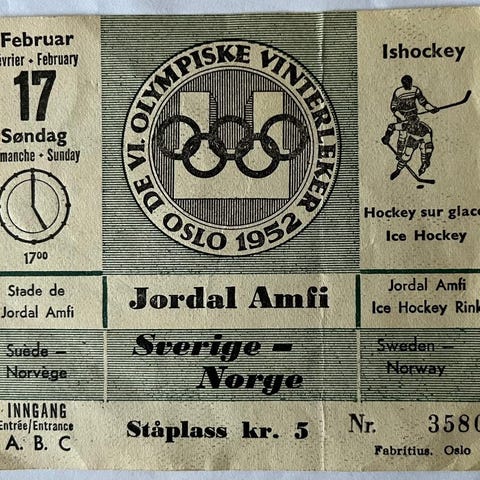 Februar
février • February
17
Søndag
Dimanche • Sunday
17⁰⁰
DE VI. OLYMPISKE VINTERLEKER
OSLO 1952
Ishockey
Hockey sur glace
Ice Hockey
Stade de
Jordal Amfi
Jordal Amfi
Jordal Amfi
Ice Hockey Rink
Suède —
Norvège
Sverige —
Norge
Sweden —
Norway
INNGANG
Entrée/Entrance
A. B. C
Ståplass kr. 5
Nr. 3580
Fabritius. Oslo